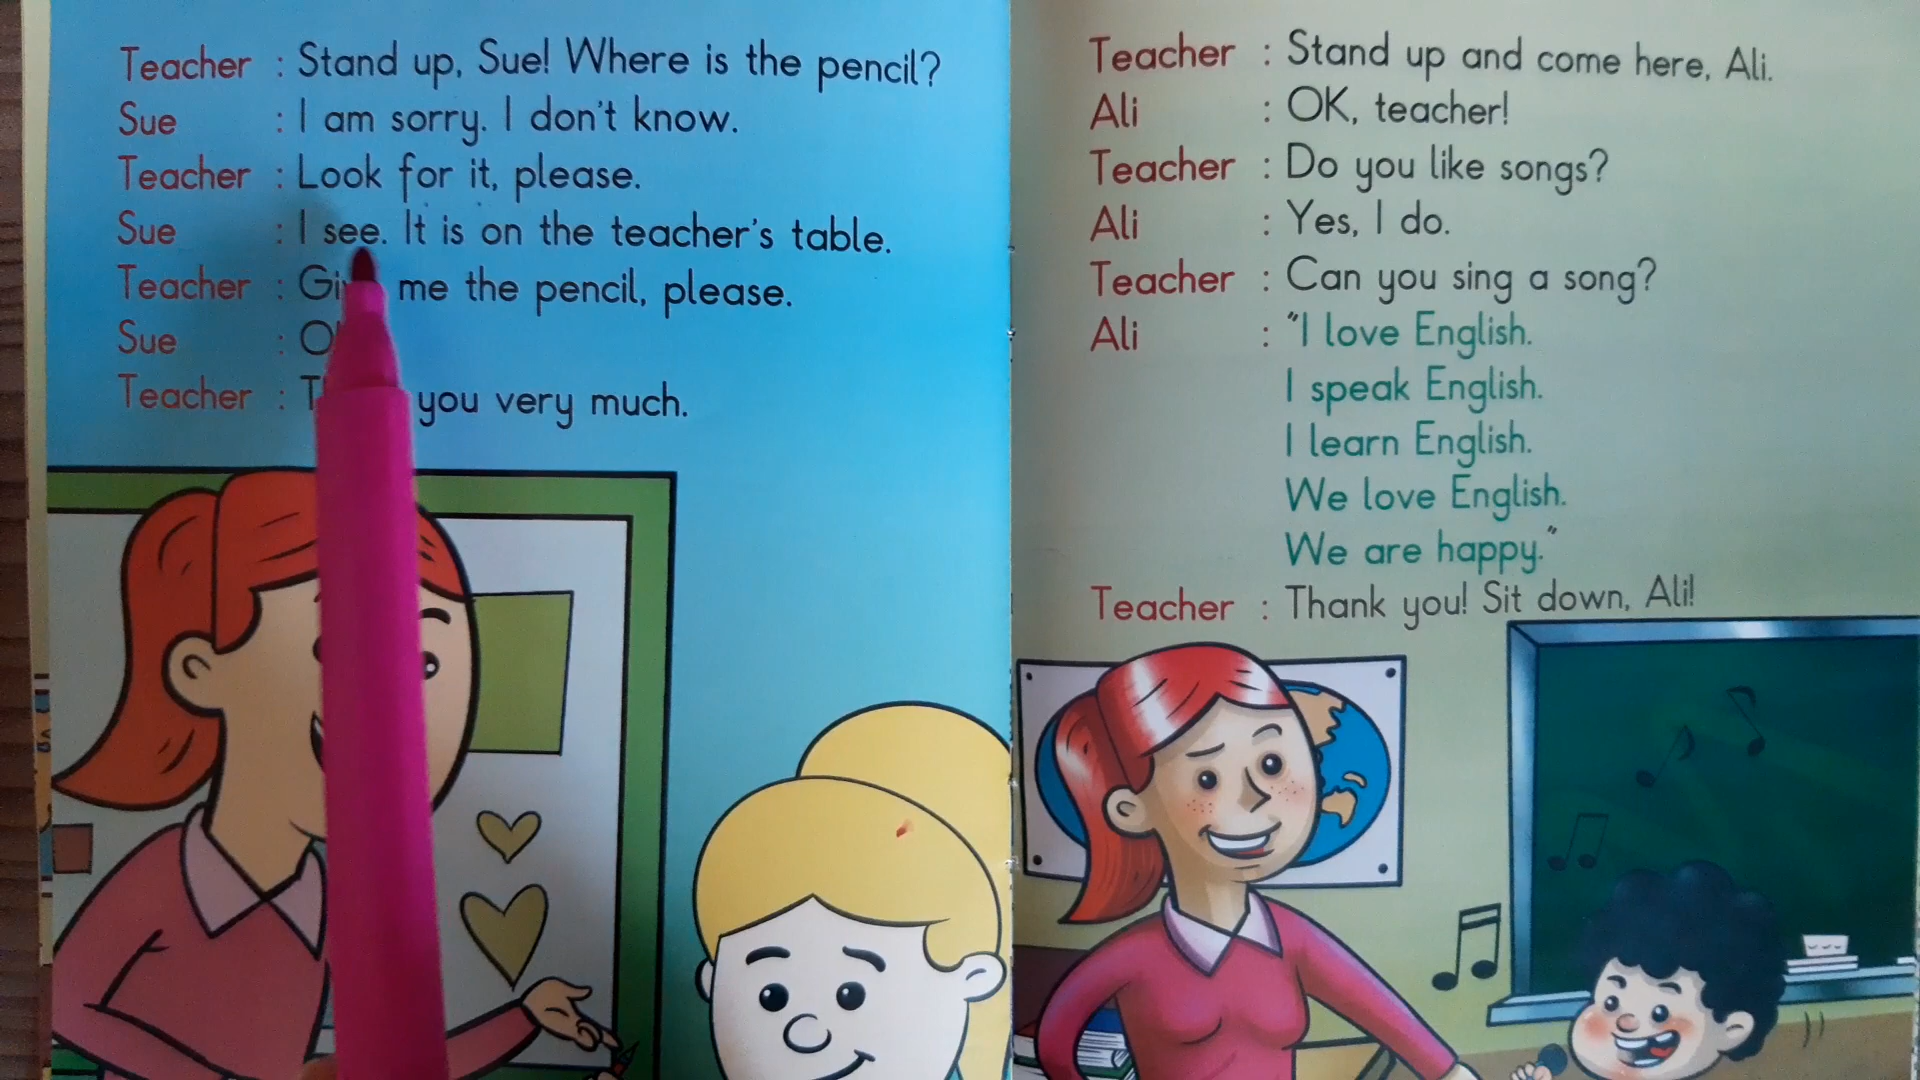 Teacher : Stand up, Sue! Where is the pencil?
Sue : I am sorry. I don't know.
Teacher : Look for it, please.
Sue : I see. It is on the teacher's table.
Teacher : me the pencil, please.
Sue :
Teacher : you very much.
Teacher : Stand up and come here, Ali.
Ali : OK, teacher!
Teacher : Do you like songs?
Ali : Yes, I do.
Teacher : Can you sing a song?
Ali : "I love English.
I speak English.
I learn English.
We love English.
We are happy."
Teacher : Thank you! Sit down, Ali!